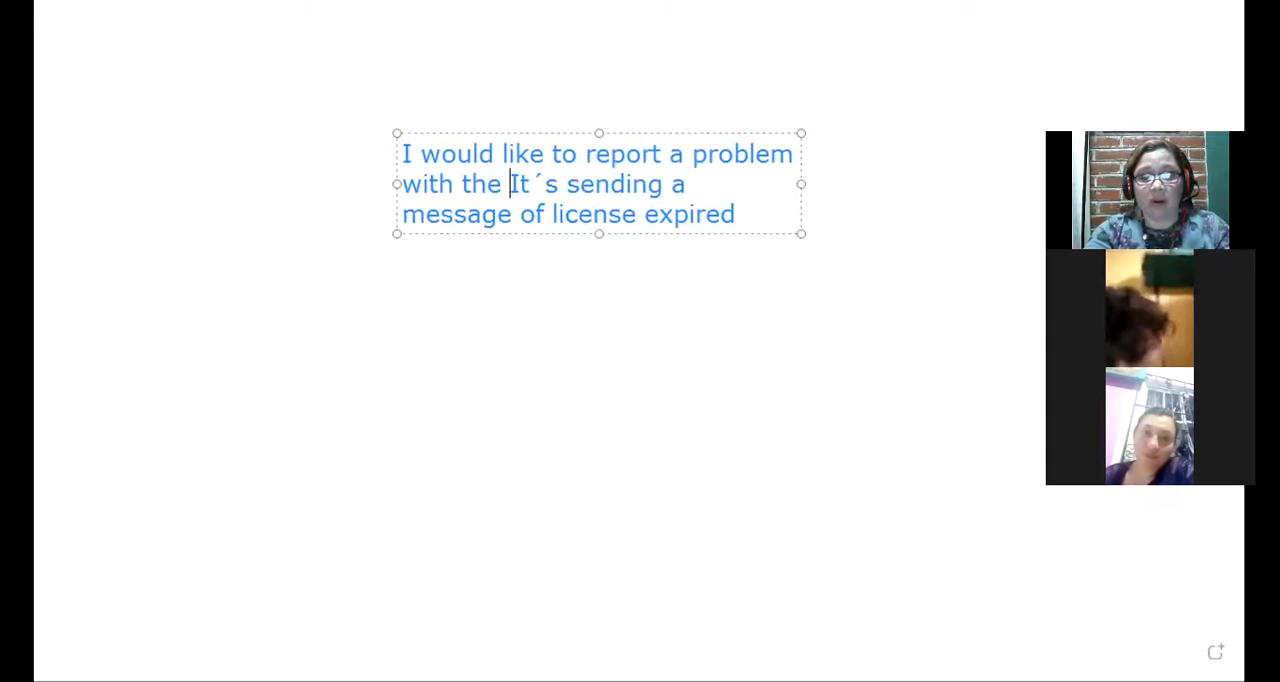 I would like to report a problem
with the It´s sending a
message of license expired